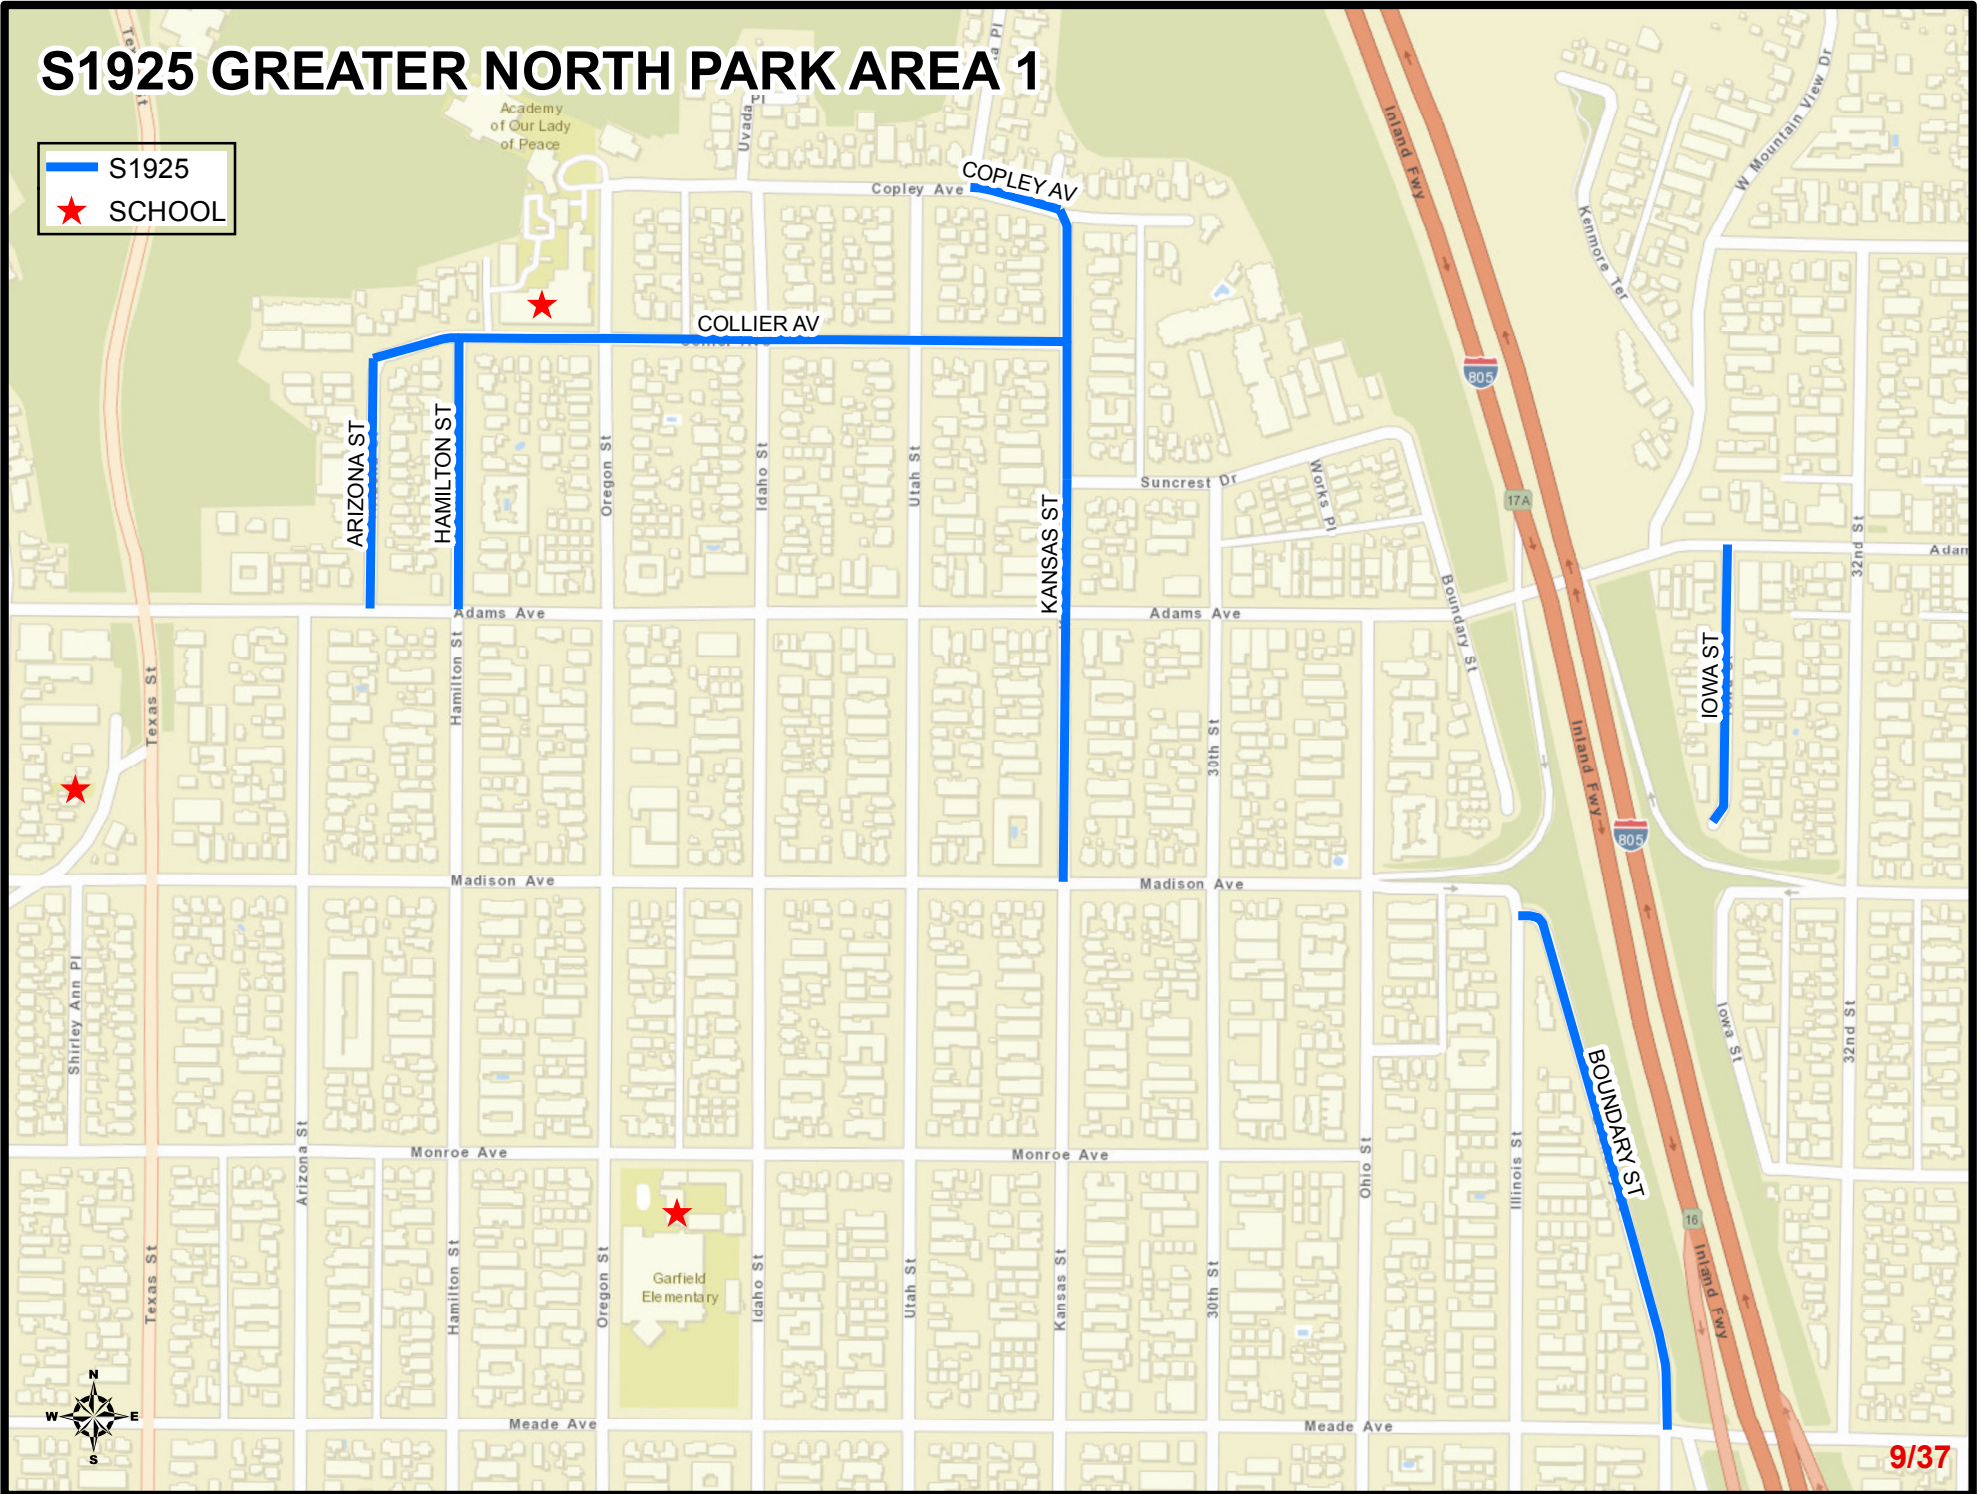 S1925 GREATER NORTH PARK AREA 1
S1925
SCHOOL
Academy
of Our Lady
of Peace
Uvada
Pl
a Pl
Copley Ave
COPLEY AV
COLLIER AV
Inland Fwy
W Mountain View Dr
Kenmore Ter
805
ARIZONA ST
HAMILTON ST
Oregon St
Idaho St
Utah St
KANSAS ST
Suncrest Dr
Works Pl
17A
32nd St
Adams Ave
Adams Ave
Adam
Boundary St
Texas St
Hamilton St
30th St
Inland Fwy
IOWA ST
805
Madison Ave
Madison Ave
Shirley Ann Pl
Iowa St
32nd St
BOUNDARY ST
Arizona St
Monroe Ave
Monroe Ave
Ohio St
Illinois St
16
Garfield
Elementary
Texas St
Hamilton St
Oregon St
Idaho St
Utah St
Kansas St
30th St
Inland Fwy
Meade Ave
Meade Ave
N
W
E
S
9/37